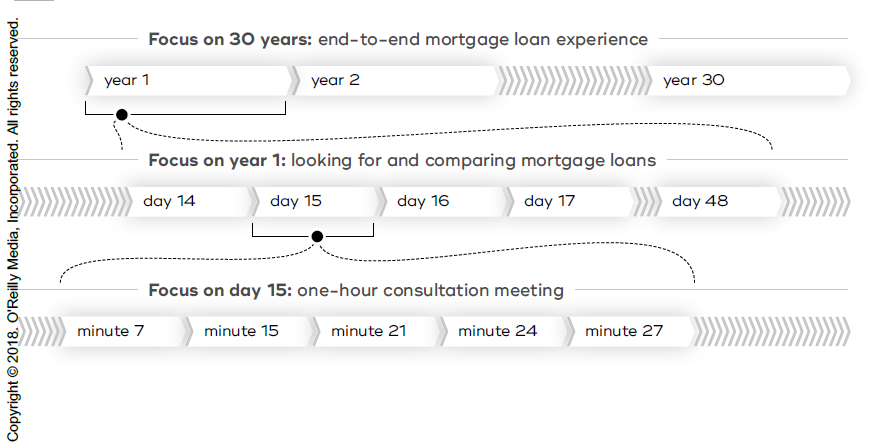 Focus on 30 years: end-to-end mortgage loan experience
year 1
year 2
year 30
Focus on year 1: looking for and comparing mortgage loans
day 14
day 15
day 16
day 17
day 48
Focus on day 15: one-hour consultation meeting
minute 7
minute 15
minute 21
minute 24
minute 27
Copyright © 2018. O'Reilly Media, Incorporated. All rights reserved.